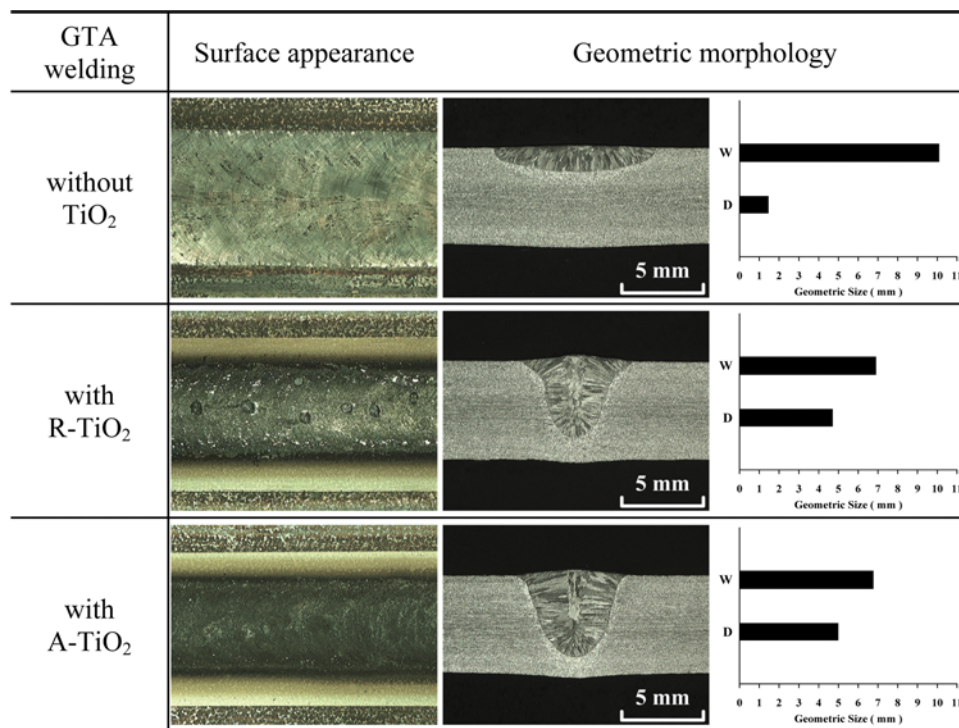 GTA
welding
Surface appearance
Geometric morphology
without
TiO₂
5 mm
W
D
0 1 2 3 4 5 6 7 8 9 10 11
Geometric Size ( mm )
with
R-TiO₂
5 mm
W
D
0 1 2 3 4 5 6 7 8 9 10 11
Geometric Size ( mm )
with
A-TiO₂
5 mm
W
D
0 1 2 3 4 5 6 7 8 9 10 11
Geometric Size ( mm )